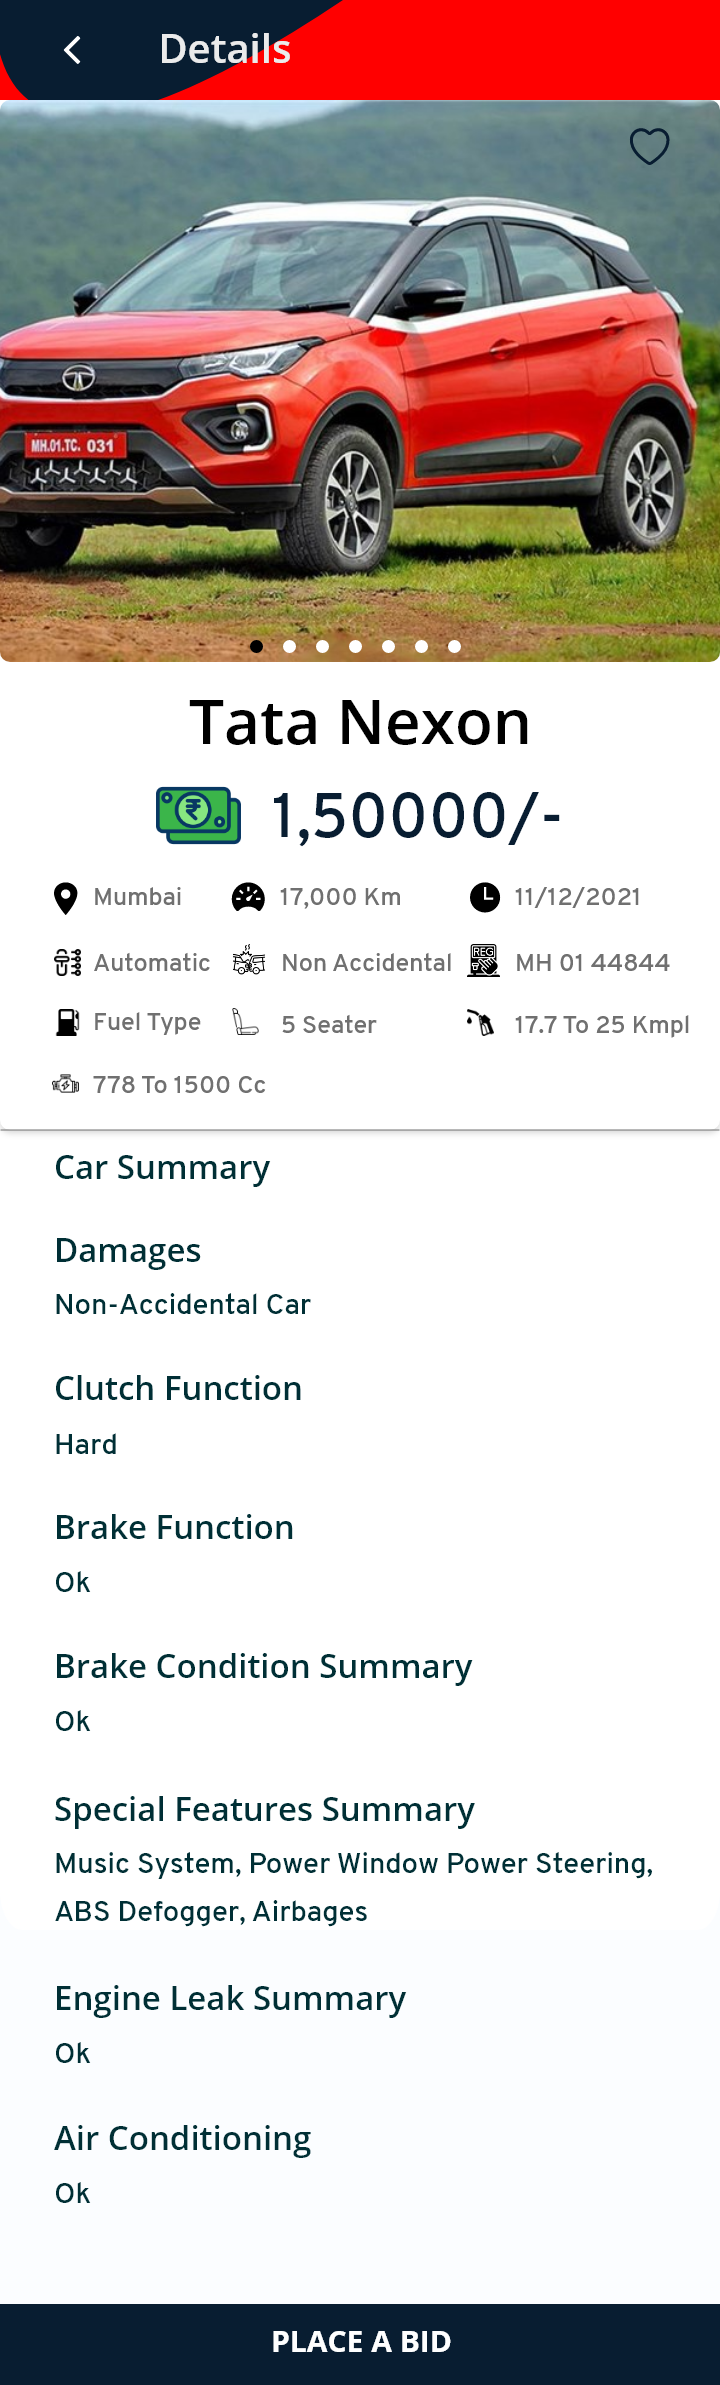 Details
MH.01.TC. 031
Tata Nexon
₹ 1,50000/-
Mumbai 17,000 Km 11/12/2021
Automatic Non Accidental REG MH 01 44844
Fuel Type 5 Seater 17.7 To 25 Kmpl
778 To 1500 Cc
Car Summary
Damages
Non-Accidental Car
Clutch Function
Hard
Brake Function
Ok
Brake Condition Summary
Ok
Special Features Summary
Music System, Power Window Power Steering,
ABS Defogger, Airbages
Engine Leak Summary
Ok
Air Conditioning
Ok
PLACE A BID